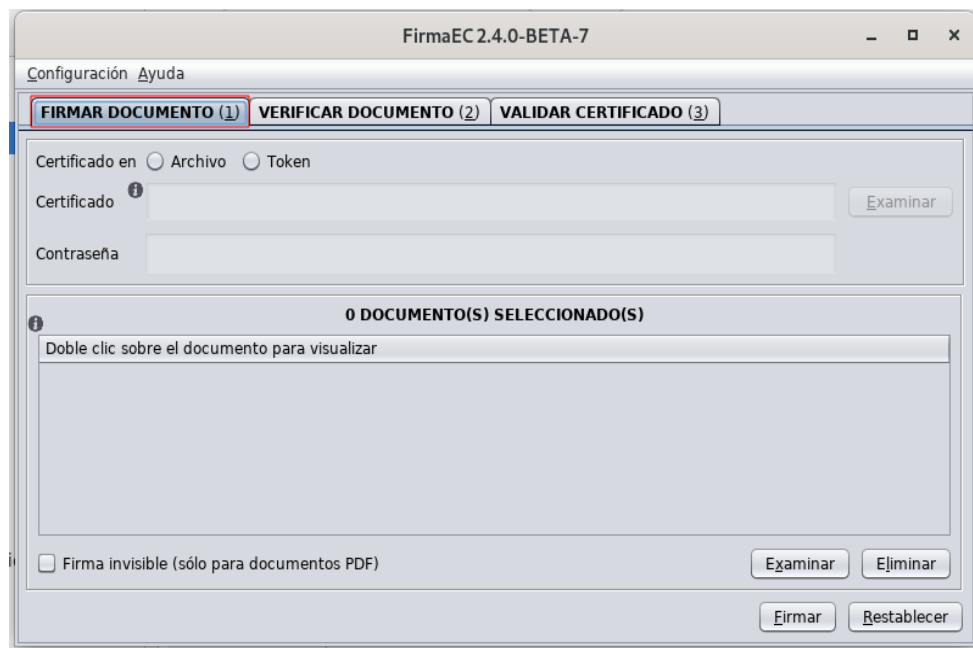 FirmaEC 2.4.0-BETA-7
Configuración Ayuda
FIRMAR DOCUMENTO (1) VERIFICAR DOCUMENTO (2) VALIDAR CERTIFICADO (3)
Certificado en Archivo Token
Certificado Examinar
Contraseña
0 DOCUMENTO(S) SELECCIONADO(S)
Doble clic sobre el documento para visualizar
Firma invisible (sólo para documentos PDF) Examinar Eliminar
Firmar Restablecer